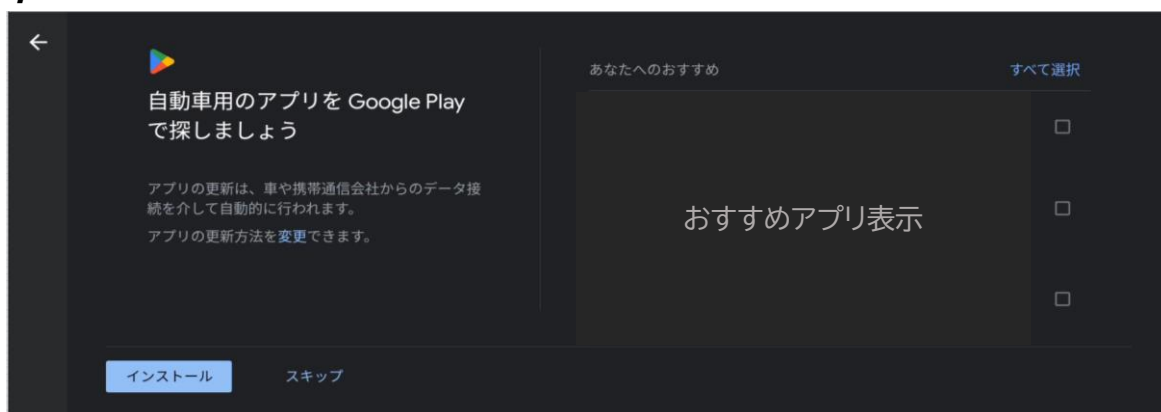 自動車用のアプリを Google Play
で探しましょう
アプリの更新は、車や携帯通信会社からのデータ接
続を介して自動的に行われます。
アプリの更新方法を変更できます。
あなたへのおすすめ
すべて選択
おすすめアプリ表示
インストール
スキップ